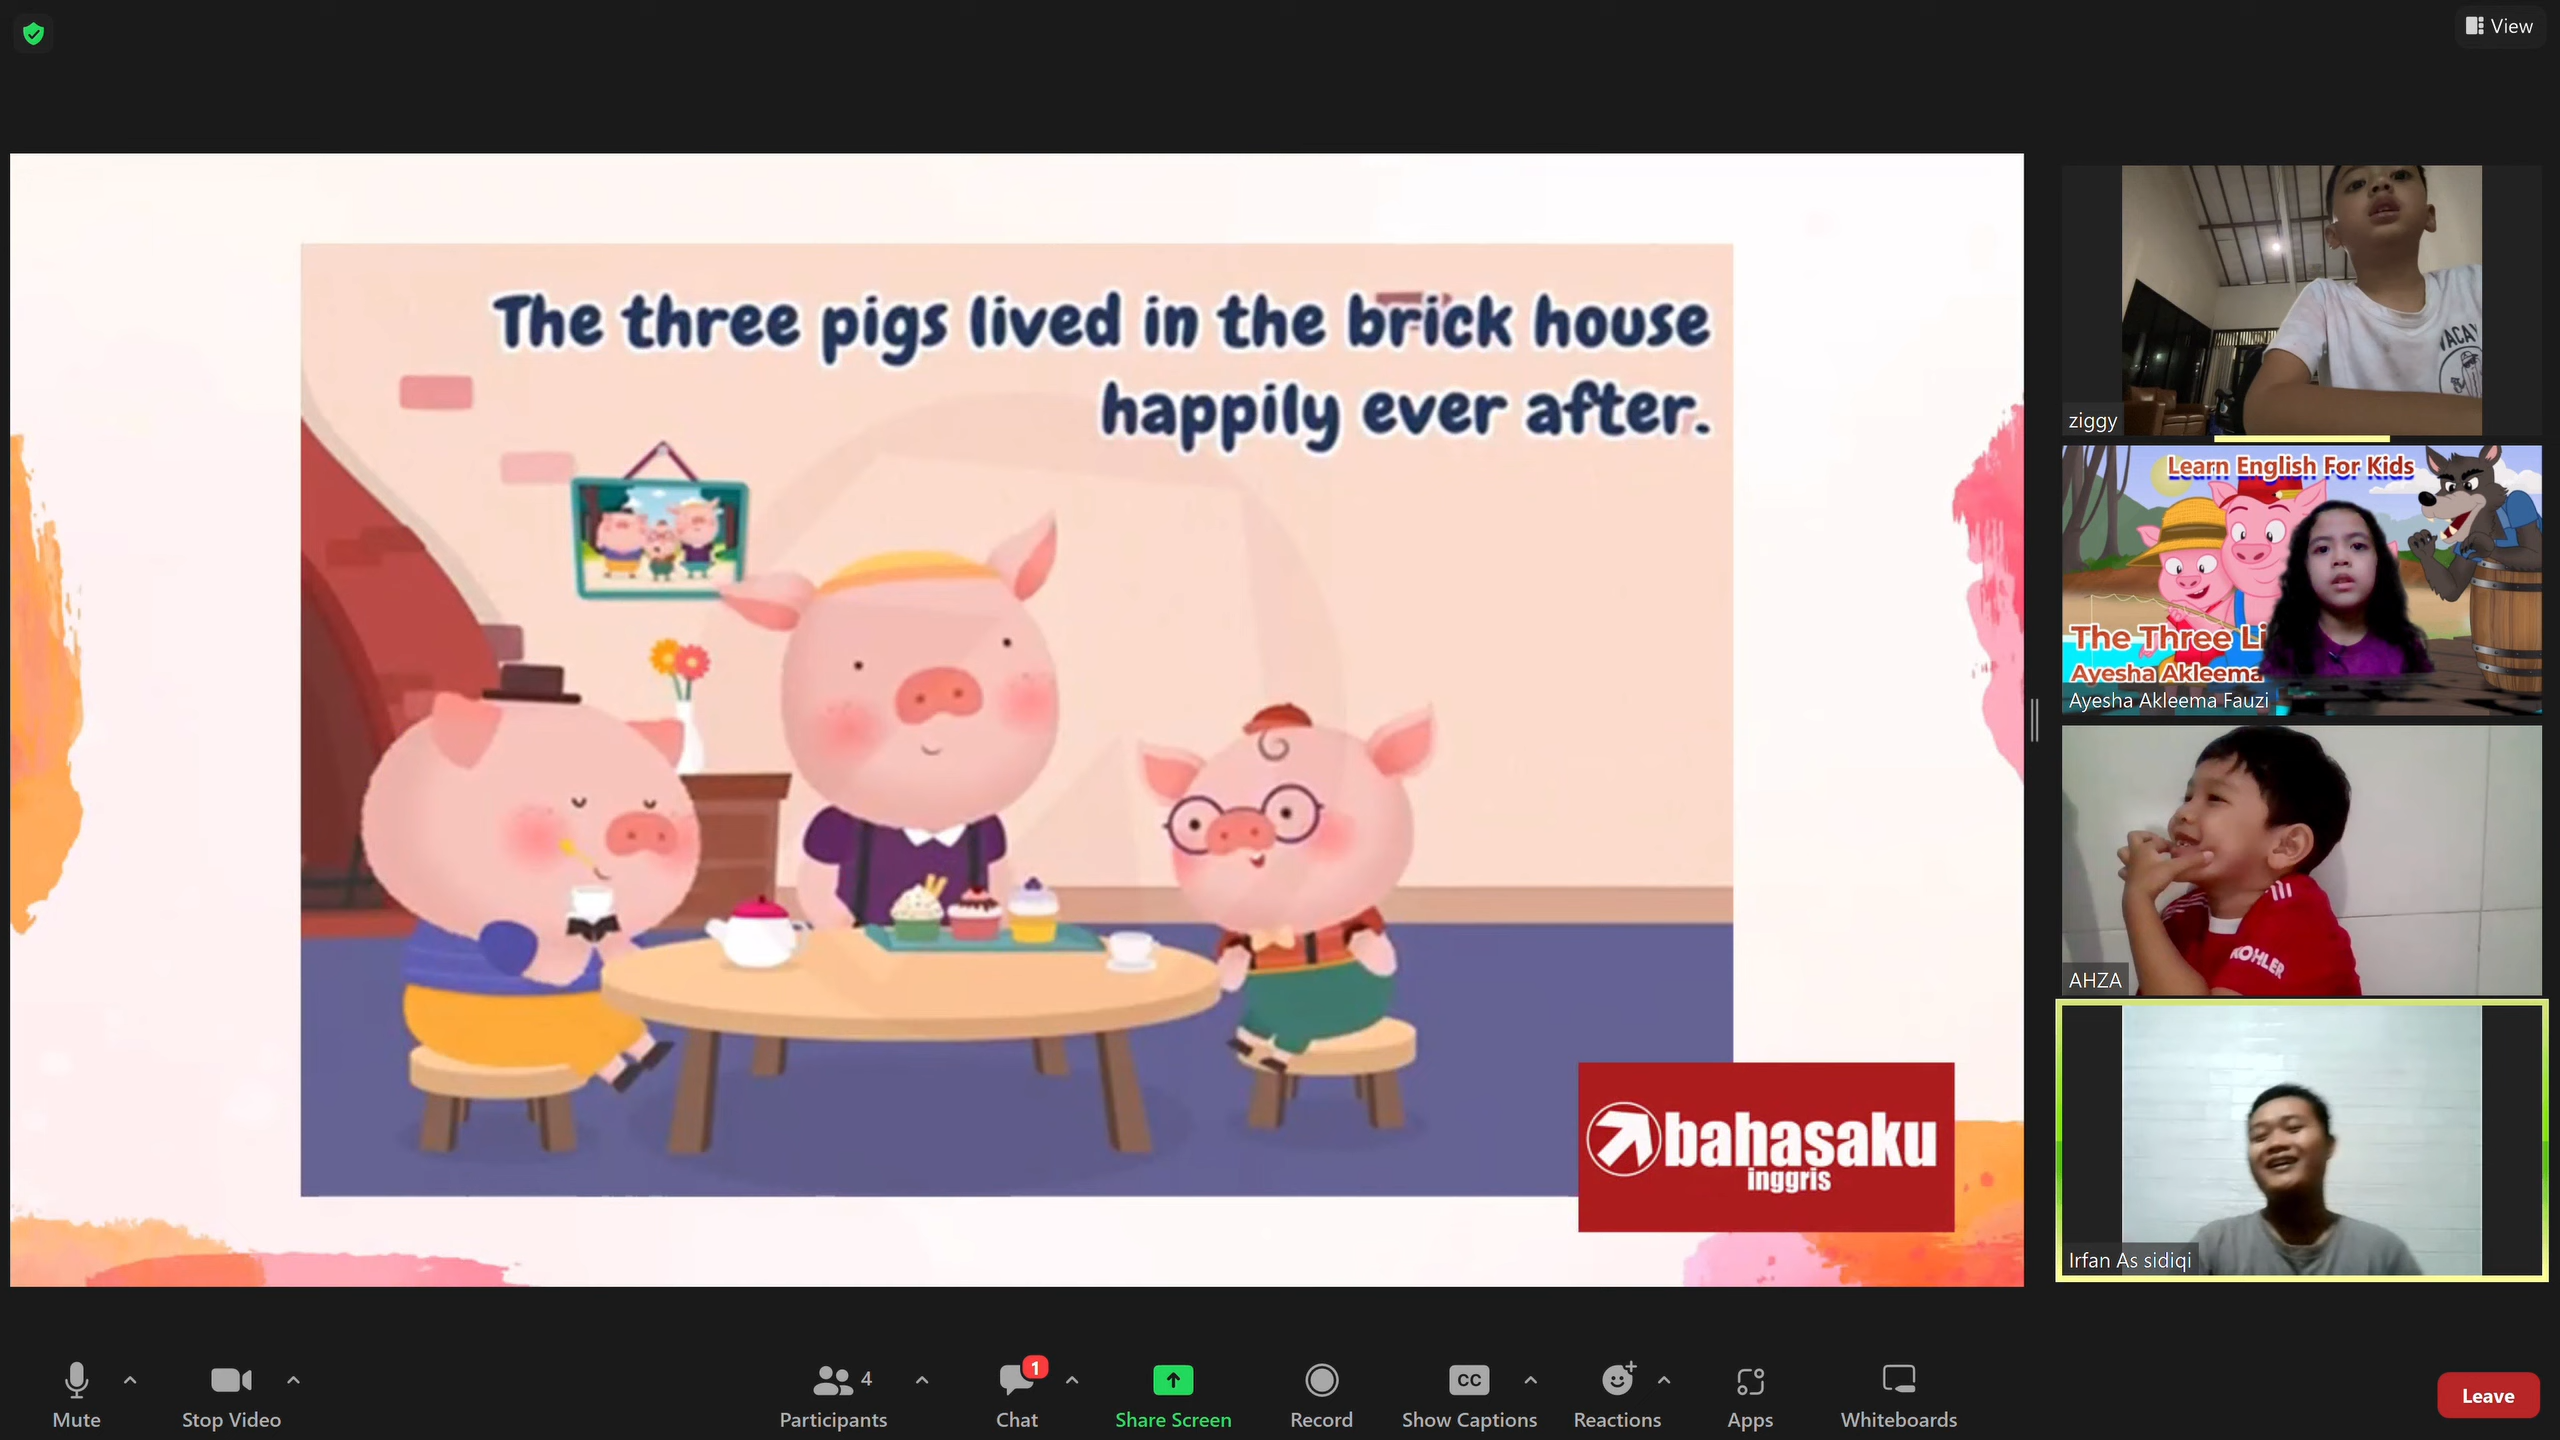 View
The three pigs lived in the brick house
happily ever after.
bahasaku
inggris
ziggy
Learn English For Kids
The Three Li
Ayesha Akleema
Ayesha Akleema Fauzi
KOHLER
AHZA
Irfan As sidiqi
Mute
Stop Video
4
Participants
1
Chat
Share Screen
Record
CC
Show Captions
Reactions
Apps
Whiteboards
Leave